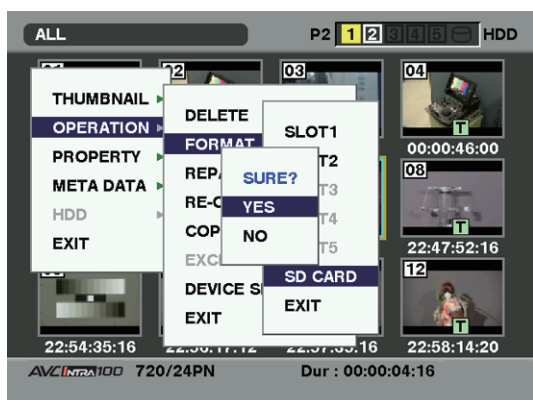 ALL
P2 1 2 3 4 5 HDD
02
03
04
THUMBNAIL
OPERATION
PROPERTY
META DATA
HDD
EXIT
DELETE
FORMAT
DEVICE
EXIT
SLOT1
SD CARD
EXIT
SURE?
YES
NO
T
00:00:46:00
08
T
22:47:52:16
12
T
22:54:35:16
22:58:14:20
AVC INTRA 100 720/24PN Dur : 00:00:04:16